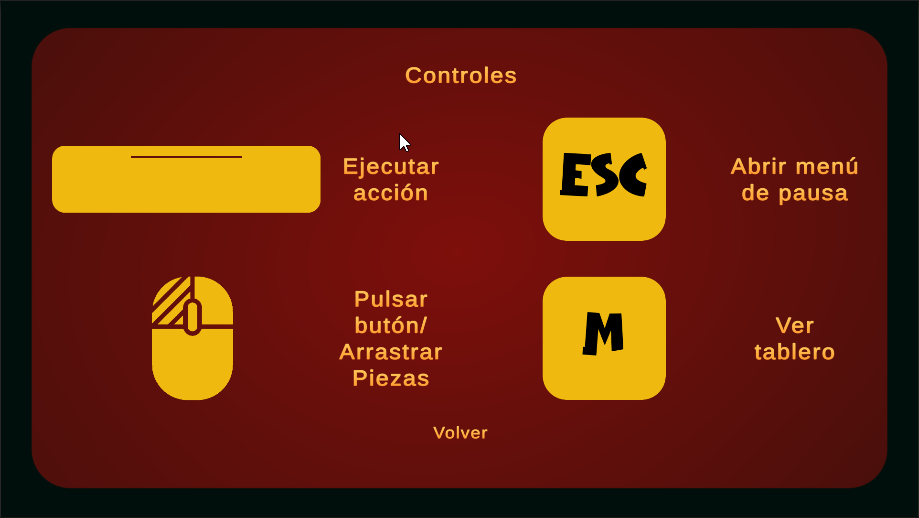 Controles
Ejecutar
acción
ESC
Abrir menú
de pausa
Pulsar
butón/
Arrastrar
Piezas
M
Ver
tablero
Volver